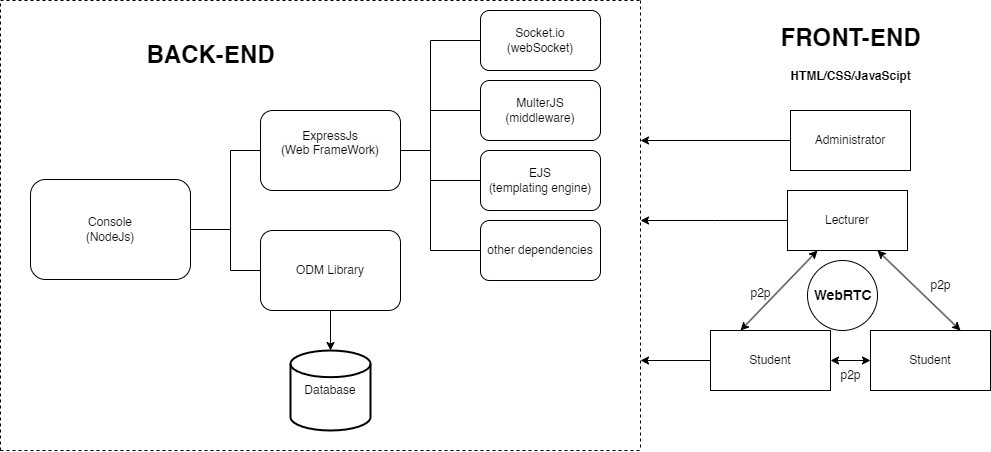 BACK-END
Console
(NodeJs)
ExpressJs
(Web FrameWork)
ODM Library
Database
Socket.io
(webSocket)
MulterJS
(middleware)
EJS
(templating engine)
other dependencies
FRONT-END
HTML/CSS/JavaScipt
Administrator
Lecturer
p2p
WebRTC
p2p
Student
p2p
Student